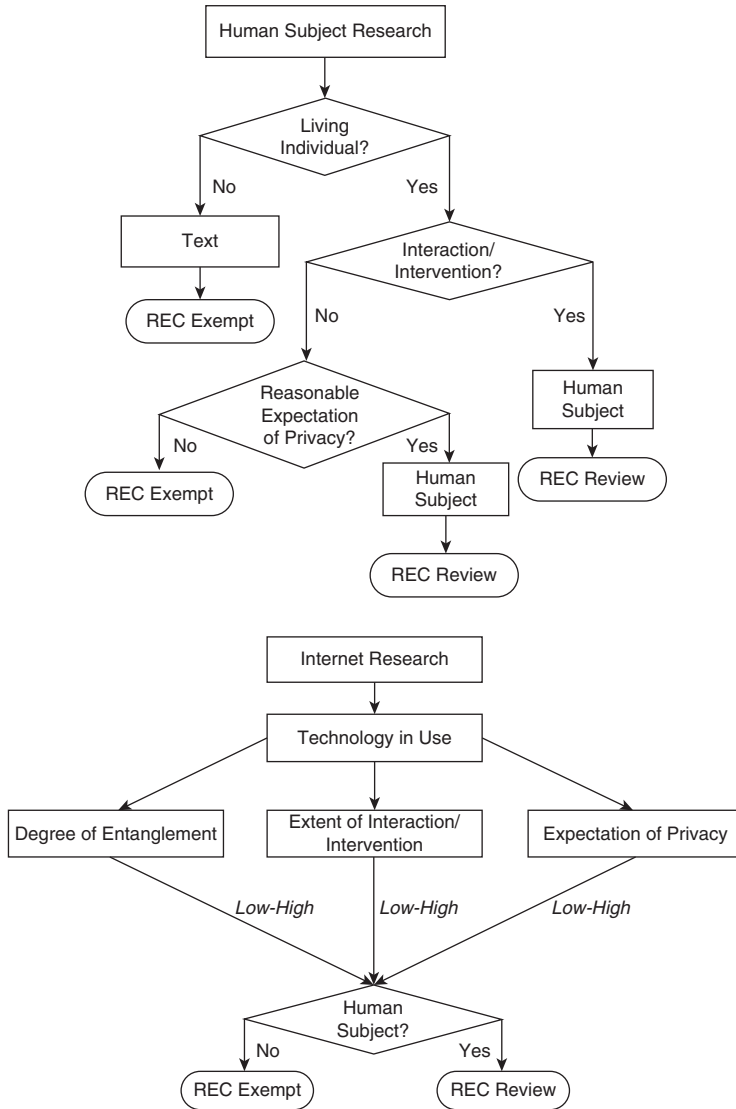 Human Subject Research
Living
Individual?
No
Yes
Text
Interaction/
Intervention?
REC Exempt
No
Yes
Reasonable
Expectation
of Privacy?
Human
Subject
No
Yes
REC Exempt
Human
Subject
REC Review
REC Review
Internet Research
Technology in Use
Degree of Entanglement
Extent of Interaction/
Intervention
Expectation of Privacy
Low-High
Low-High
Low-High
Human
Subject?
No
Yes
REC Exempt
REC Review